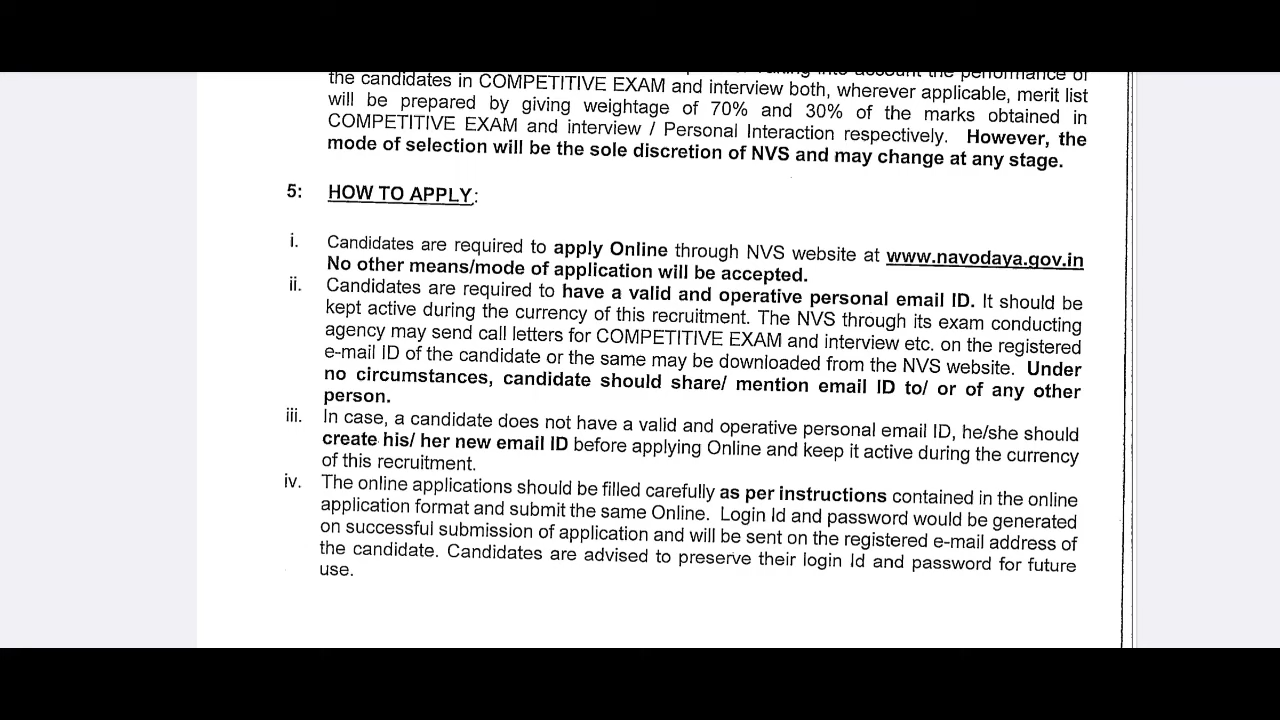 taking into account the performance of
the candidates in COMPETITIVE EXAM and interview both, wherever applicable, merit list
will be prepared by giving weightage of 70% and 30% of the marks obtained in
COMPETITIVE EXAM and interview / Personal Interaction respectively. However, the
mode of selection will be the sole discretion of NVS and may change at any stage.
5: HOW TO APPLY:
i. Candidates are required to apply Online through NVS website at www.navodaya.gov.in
No other means/mode of application will be accepted.
ii. Candidates are required to have a valid and operative personal email ID. It should be
kept active during the currency of this recruitment. The NVS through its exam conducting
agency may send call letters for COMPETITIVE EXAM and interview etc. on the registered
e-mail ID of the candidate or the same may be downloaded from the NVS website. Under
no circumstances, candidate should share/ mention email ID to/ or of any other
person.
iii. In case, a candidate does not have a valid and operative personal email ID, he/she should
create his/ her new email ID before applying Online and keep it active during the currency
of this recruitment.
iv. The online applications should be filled carefully as per instructions contained in the online
application format and submit the same Online. Login Id and password would be generated
on successful submission of application and will be sent on the registered e-mail address of
the candidate. Candidates are advised to preserve their login Id and password for future
use.